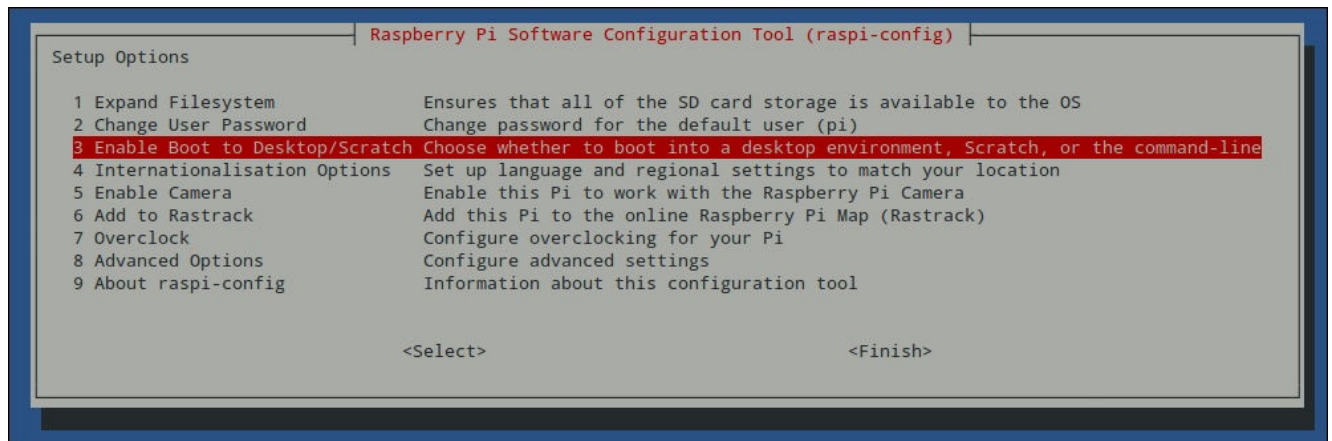 Raspberry Pi Software Configuration Tool (raspi-config)
Setup Options
1 Expand Filesystem Ensures that all of the SD card storage is available to the OS
2 Change User Password Change password for the default user (pi)
3 Enable Boot to Desktop/Scratch Choose whether to boot into a desktop environment, Scratch, or the command-line
4 Internationalisation Options Set up language and regional settings to match your location
5 Enable Camera Enable this Pi to work with the Raspberry Pi Camera
6 Add to Rastrack Add this Pi to the online Raspberry Pi Map (Rastrack)
7 Overclock Configure overclocking for your Pi
8 Advanced Options Configure advanced settings
9 About raspi-config Information about this configuration tool
<Select> <Finish>